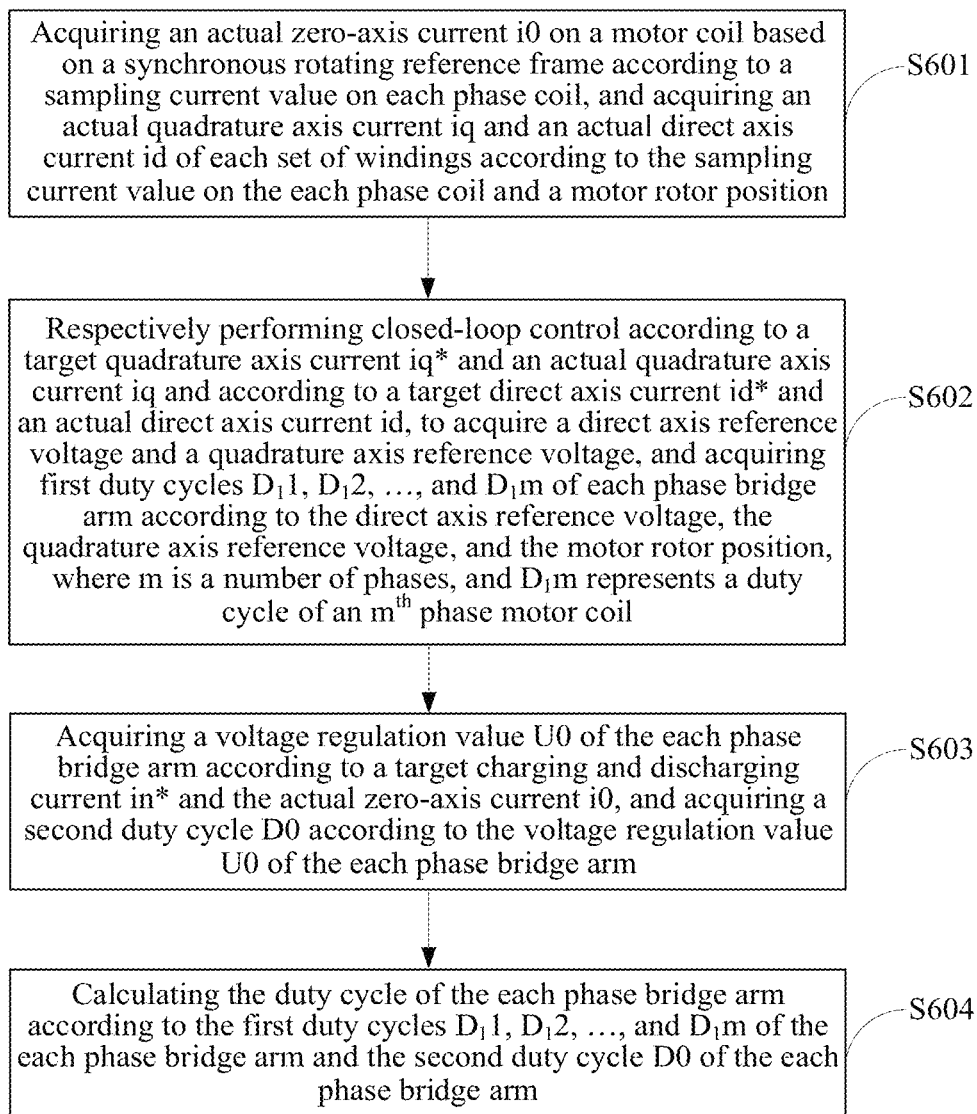 Acquiring an actual zero-axis current i0 on a motor coil based
on a synchronous rotating reference frame according to a
sampling current value on each phase coil, and acquiring an
actual quadrature axis current iq and an actual direct axis
current id of each set of windings according to the sampling
current value on the each phase coil and a motor rotor position
S601
Respectively performing closed-loop control according to a
target quadrature axis current iq* and an actual quadrature axis
current iq and according to a target direct axis current id* and
an actual direct axis current id, to acquire a direct axis reference
voltage and a quadrature axis reference voltage, and acquiring
first duty cycles D₁1, D₁2, …, and D₁m of each phase bridge
arm according to the direct axis reference voltage, the
quadrature axis reference voltage, and the motor rotor position,
where m is a number of phases, and D₁m represents a duty
cycle of an mᵗʰ phase motor coil
S602
Acquiring a voltage regulation value U0 of the each phase
bridge arm according to a target charging and discharging
current in* and the actual zero-axis current i0, and acquiring a
second duty cycle D0 according to the voltage regulation value
U0 of the each phase bridge arm
S603
Calculating the duty cycle of the each phase bridge arm
according to the first duty cycles D₁1, D₁2, …, and D₁m of the
each phase bridge arm and the second duty cycle D0 of the each
phase bridge arm
S604